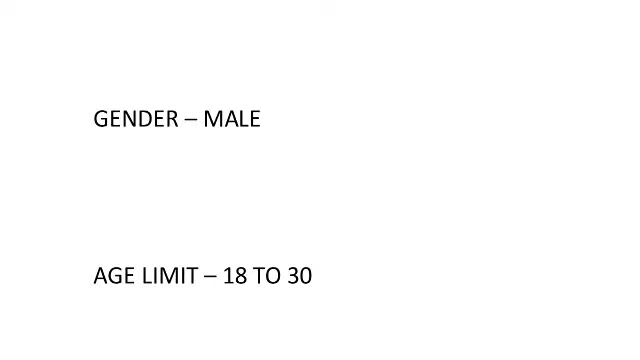 GENDER – MALE
AGE LIMIT – 18 TO 30